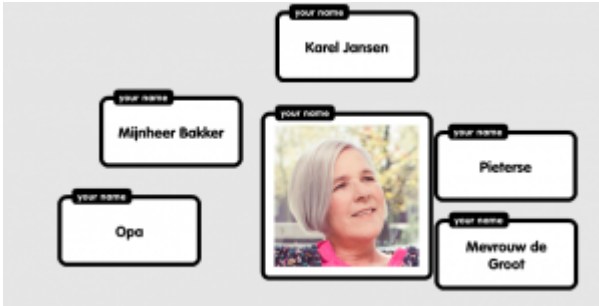 your name
Karel Jansen
your name
Mijnheer Bakker
your name
your name
Pieterse
your name
Opa
your name
Mevrouw de
Groot